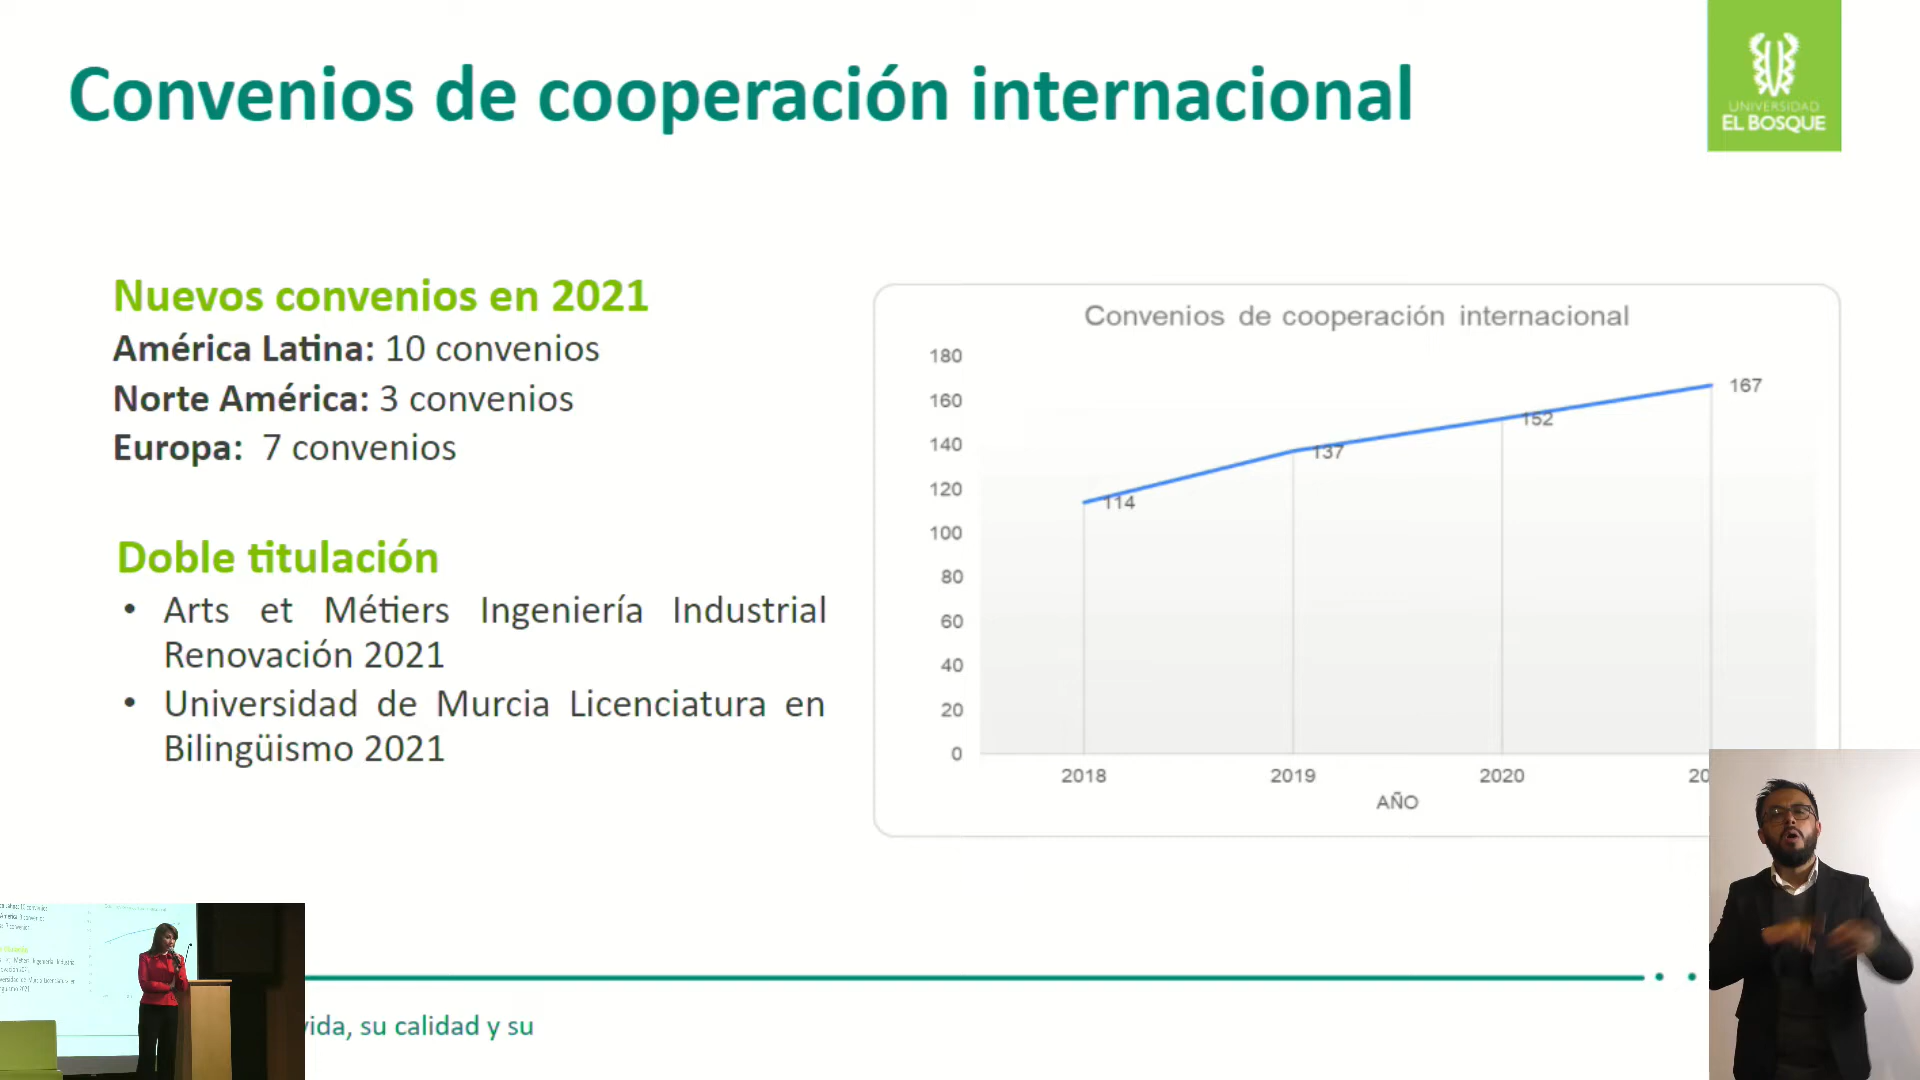 Convenios de cooperación internacional
UNIVERSIDAD
EL BOSQUE
Nuevos convenios en 2021
América Latina: 10 convenios
Norte América: 3 convenios
Europa: 7 convenios
Doble titulación
• Arts et Métiers Ingeniería Industrial
Renovación 2021
• Universidad de Murcia Licenciatura en
Bilingüismo 2021
Convenios de cooperación internacional
180
160
140
120
100
80
60
40
20
0
114
137
152
167
2018
2019
2020
20
AÑO
vida, su calidad y su